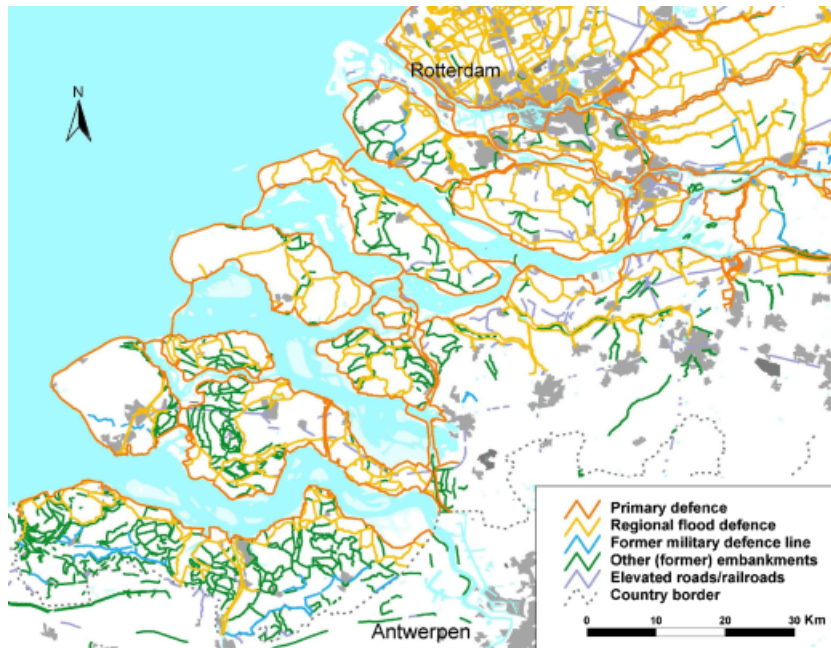 Rotterdam
N
Primary defence
Regional flood defence
Former military defence line
Other (former) embankments
Elevated roads/railroads
Country border
0 10 20 30 Km
Antwerpen